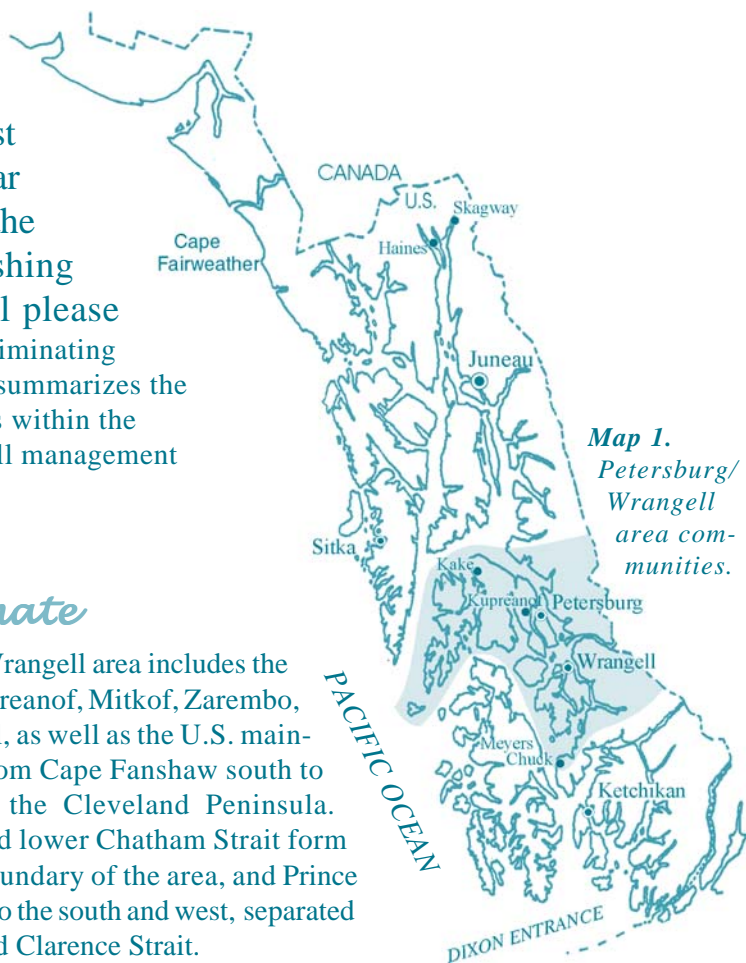 st
ar
he
shing
l please
iminating
summarizes the
s within the
ll management
nate
Wrangell area includes the
reanof, Mitkof, Zarembo,
, as well as the U.S. main-
om Cape Fanshaw south to
the Cleveland Peninsula.
d lower Chatham Strait form
oundary of the area, and Prince
o the south and west, separated
d Clarence Strait.
CANADA
U.S.
Skagway
Haines
Cape
Fairweather
Juneau
Map 1.
Petersburg/
Wrangell
area com-
munities.
Sitka
Kake
Kupreanof
Petersburg
Wrangell
PACIFIC OCEAN
Meyers
Chuck
Ketchikan
DIXON ENTRANCE